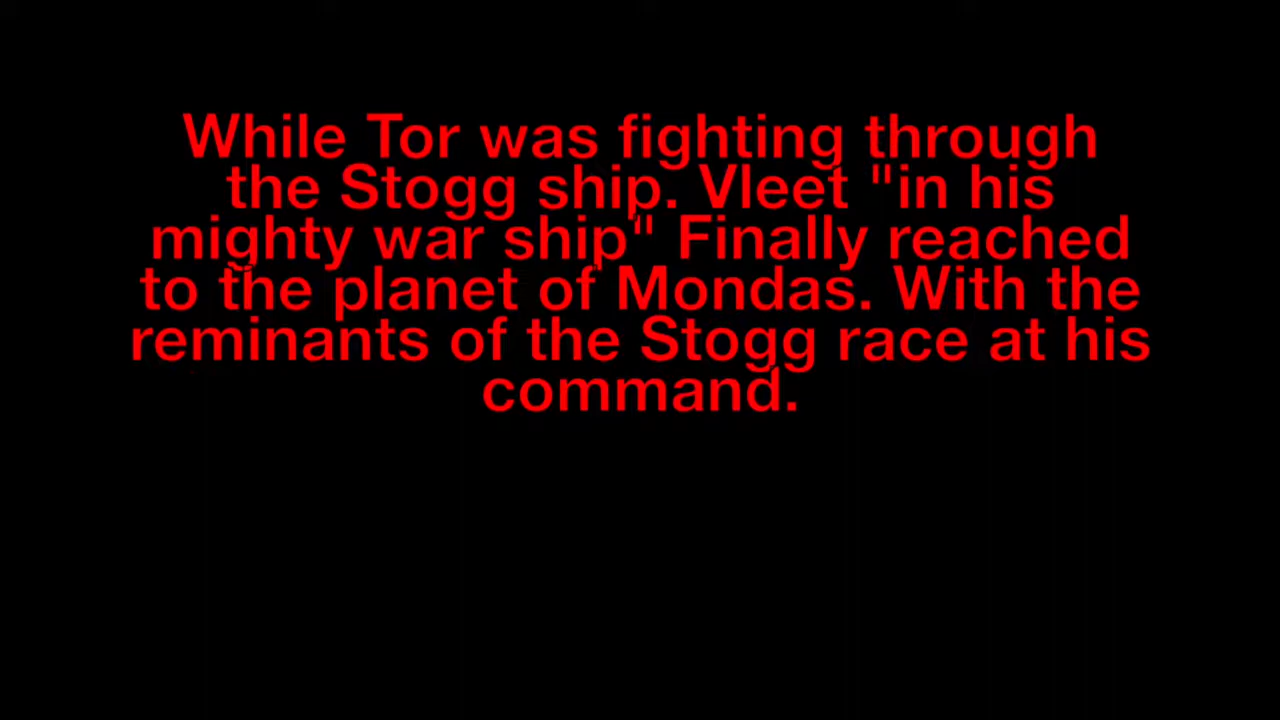 While Tor was fighting through
the Stogg ship. Vleet "in his
mighty war ship" Finally reached
to the planet of Mondas. With the
reminants of the Stogg race at his
command.